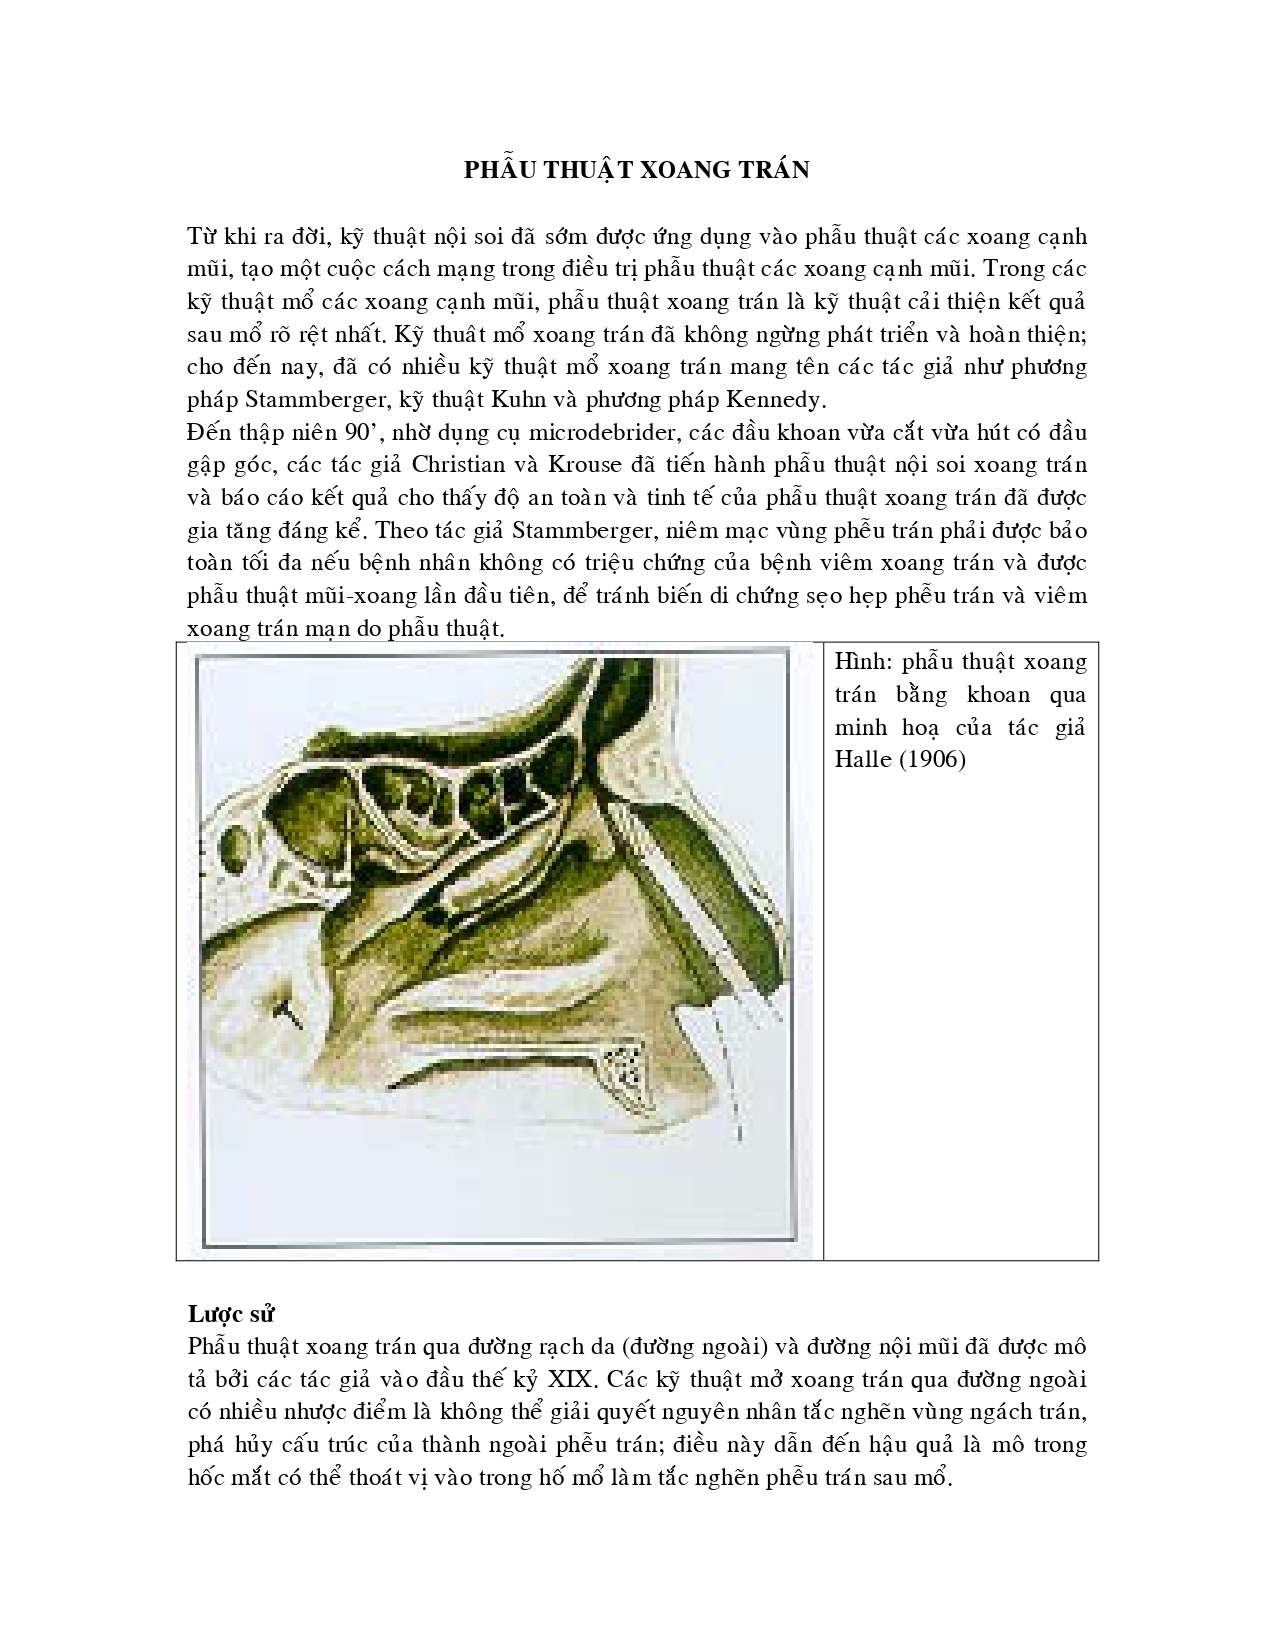 PHẪU THUẬT XOANG TRÁN
Từ khi ra đời, kỹ thuật nội soi đã sớm được ứng dụng vào phẫu thuật các xoang cạnh
mũi, tạo một cuộc cách mạng trong điều trị phẫu thuật các xoang cạnh mũi. Trong các
kỹ thuật mổ các xoang cạnh mũi, phẫu thuật xoang trán là kỹ thuật cải thiện kết quả
sau mổ rõ rệt nhất. Kỹ thuât mổ xoang trán đã không ngừng phát triển và hoàn thiện;
cho đến nay, đã có nhiều kỹ thuật mổ xoang trán mang tên các tác giả như phương
pháp Stammberger, kỹ thuật Kuhn và phương pháp Kennedy.
Đến thập niên 90’, nhờ dụng cụ microdebrider, các đầu khoan vừa cắt vừa hút có đầu
gập góc, các tác giả Christian và Krouse đã tiến hành phẫu thuật nội soi xoang trán
và báo cáo kết quả cho thấy độ an toàn và tinh tế của phẫu thuật xoang trán đã được
gia tăng đáng kể. Theo tác giả Stammberger, niêm mạc vùng phễu trán phải được bảo
toàn tối đa nếu bệnh nhân không có triệu chứng của bệnh viêm xoang trán và được
phẫu thuật mũi-xoang lần đầu tiên, để tránh biến di chứng sẹo hẹp phễu trán và viêm
xoang trán mạn do phẫu thuật.
Hình: phẫu thuật xoang
trán bằng khoan qua
minh hoạ của tác giả
Halle (1906)
Lược sử
Phẫu thuật xoang trán qua đường rạch da (đường ngoài) và đường nội mũi đã được mô
tả bởi các tác giả vào đầu thế kỷ XIX. Các kỹ thuật mở xoang trán qua đường ngoài
có nhiều nhược điểm là không thể giải quyết nguyên nhân tắc nghẽn vùng ngách trán,
phá hủy cấu trúc của thành ngoài phễu trán; điều này dẫn đến hậu quả là mô trong
hốc mắt có thể thoát vị vào trong hố mổ làm tắc nghẽn phễu trán sau mổ.